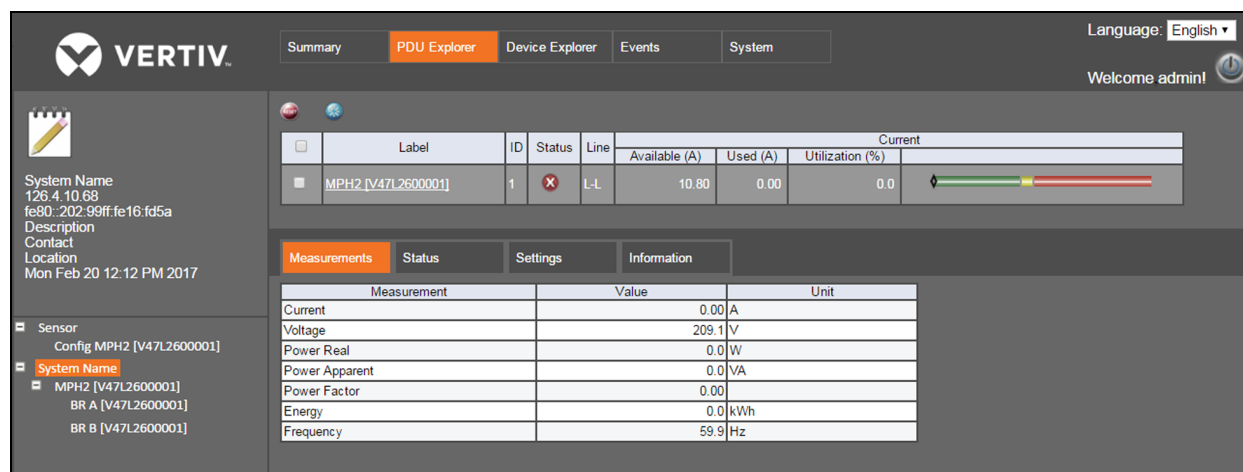 VERTIV™
Summary
PDU Explorer
Device Explorer
Events
System
Language: English
Welcome admin!
System Name
126.4.10.68
fe80::202:99ff:fe16:fd5a
Description
Contact
Location
Mon Feb 20 12:12 PM 2017
Sensor
Config MPH2 [V47L2600001]
System Name
MPH2 [V47L2600001]
BR A [V47L2600001]
BR B [V47L2600001]
RESET
Label ID Status Line Current
Available (A) Used (A) Utilization (%)
MPH2 [V47L2600001] 1 L-L 10.80 0.00 0.0
Measurements Status Settings Information
Measurement Value Unit
Current 0.00 A
Voltage 209.1 V
Power Real 0.0 W
Power Apparent 0.0 VA
Power Factor 0.00
Energy 0.0 kWh
Frequency 59.9 Hz